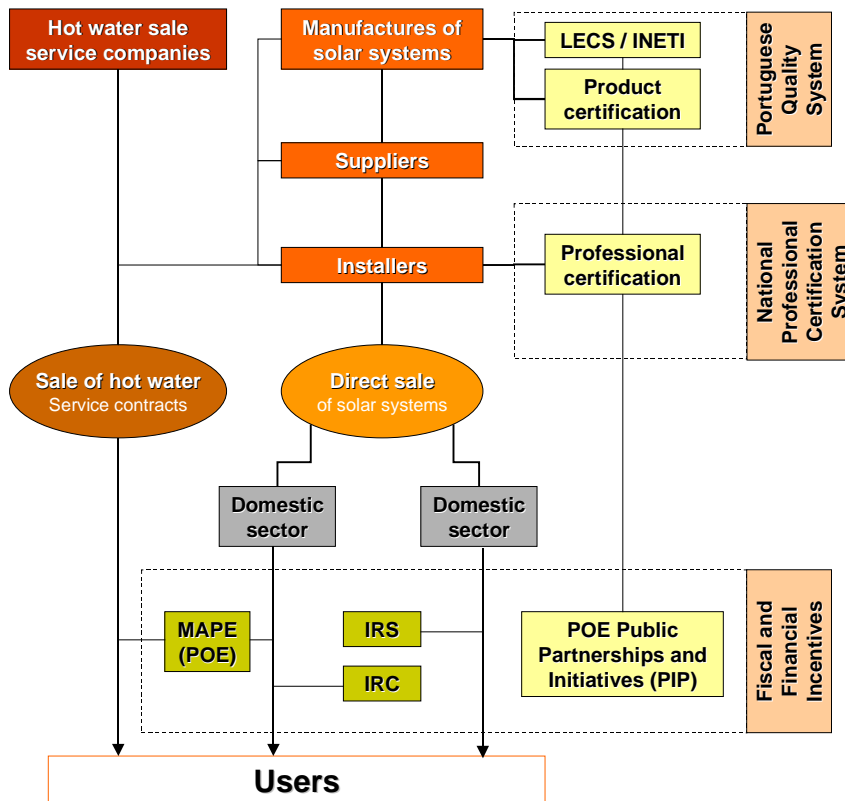 Hot water sale
service companies
Manufactures of
solar systems
LECS / INETI
Product
certification
Portuguese
Quality
System
Suppliers
Installers
Professional
certification
National
Professional
Certification
System
Sale of hot water
Service contracts
Direct sale
of solar systems
Domestic
sector
Domestic
sector
MAPE
(POE)
IRS
IRC
POE Public
Partnerships and
Initiatives (PIP)
Fiscal and
Financial
Incentives
Users